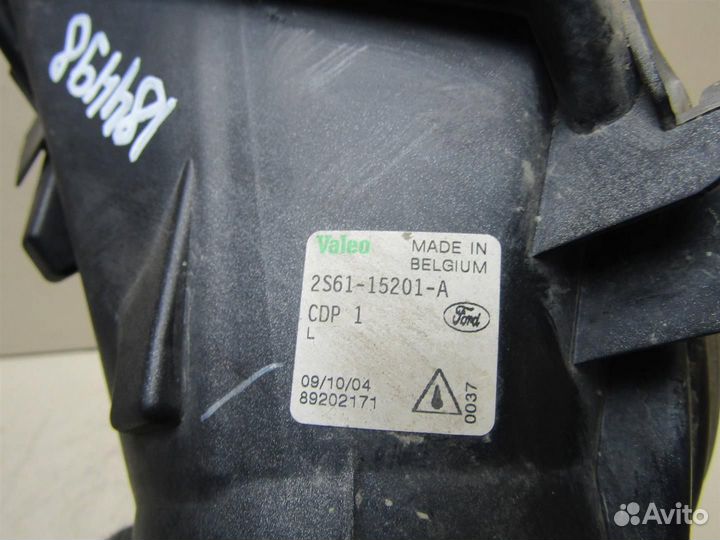 184498
Valeo
MADE IN
BELGIUM
2S61-15201-A
CDP 1
Ford
L
09/10/04
89202171
0037
Avito